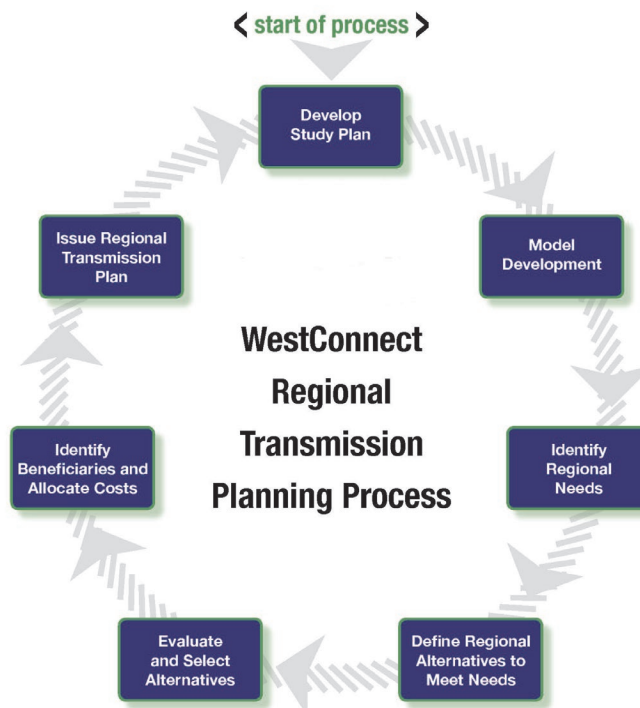 < start of process >
Develop
Study Plan
Model
Development
Identify
Regional
Needs
Define Regional
Alternatives to
Meet Needs
Evaluate
and Select
Alternatives
Identify
Beneficiaries and
Allocate Costs
Issue Regional
Transmission
Plan
WestConnect
Regional
Transmission
Planning Process